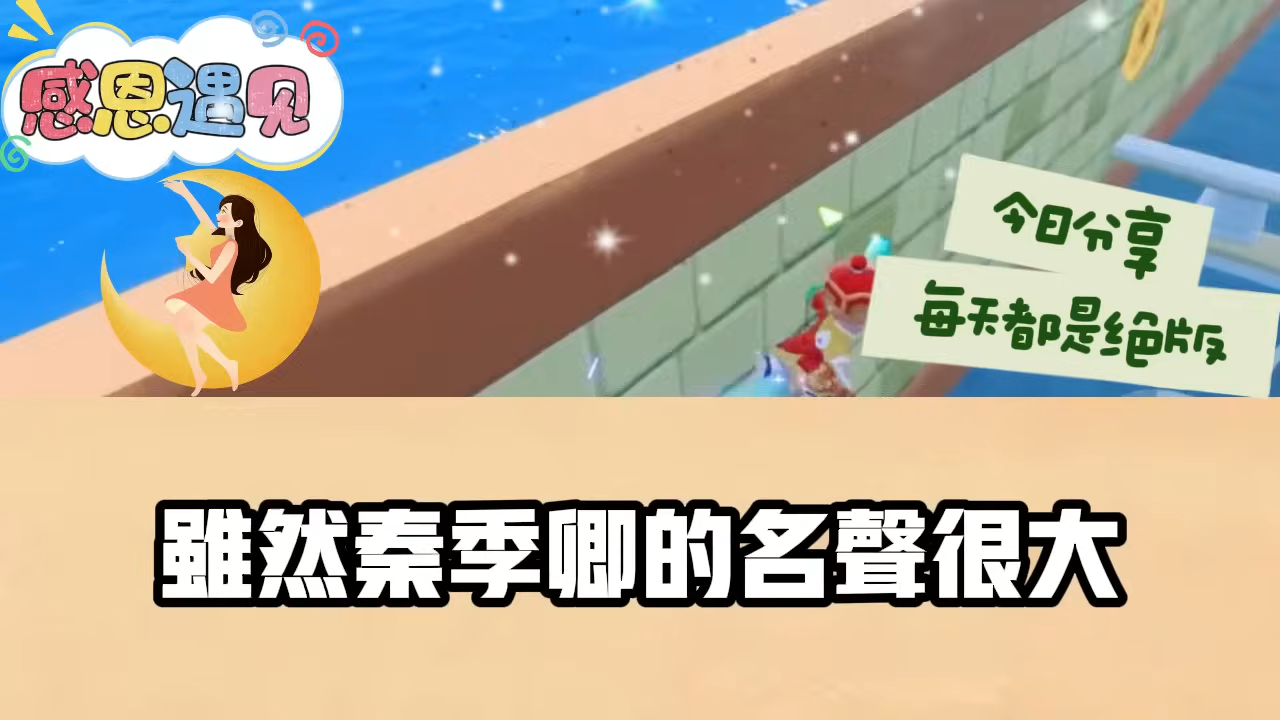 感恩遇见
今日分享
每天都是绝版
雖然秦季卿的名聲很大